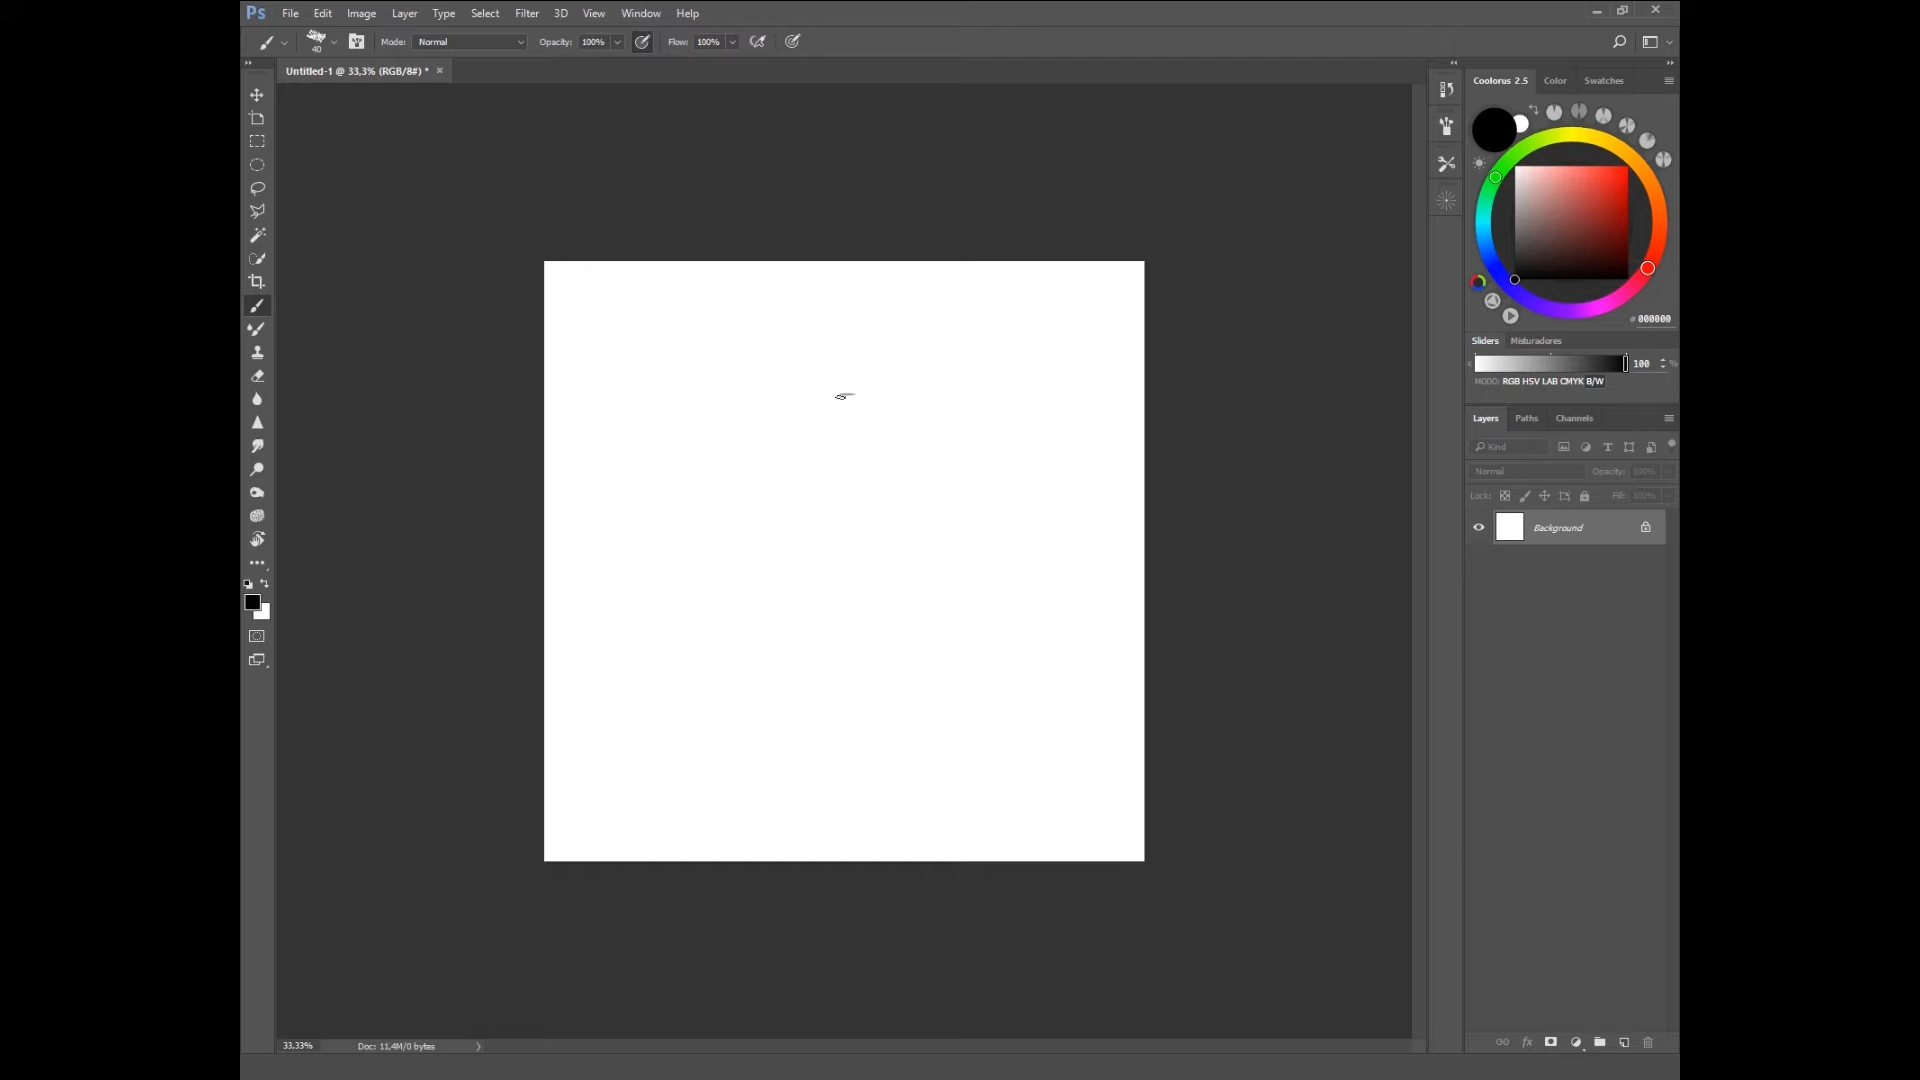 Ps File Edit Image Layer Type Select Filter 3D View Window Help
40 Mode: Normal Opacity: 100% Flow: 100%
Untitled-1 @ 33,3% (RGB/8#) *
Coolorus 2.5 Color Swatches
# 000000
Sliders Misturadores
K 100 %
MODO: RGB HSV LAB CMYK B/W
Layers Paths Channels
Kind
Normal Opacity: 100%
Lock: Fill: 100%
Background
33,33% Doc: 11,4M/0 bytes